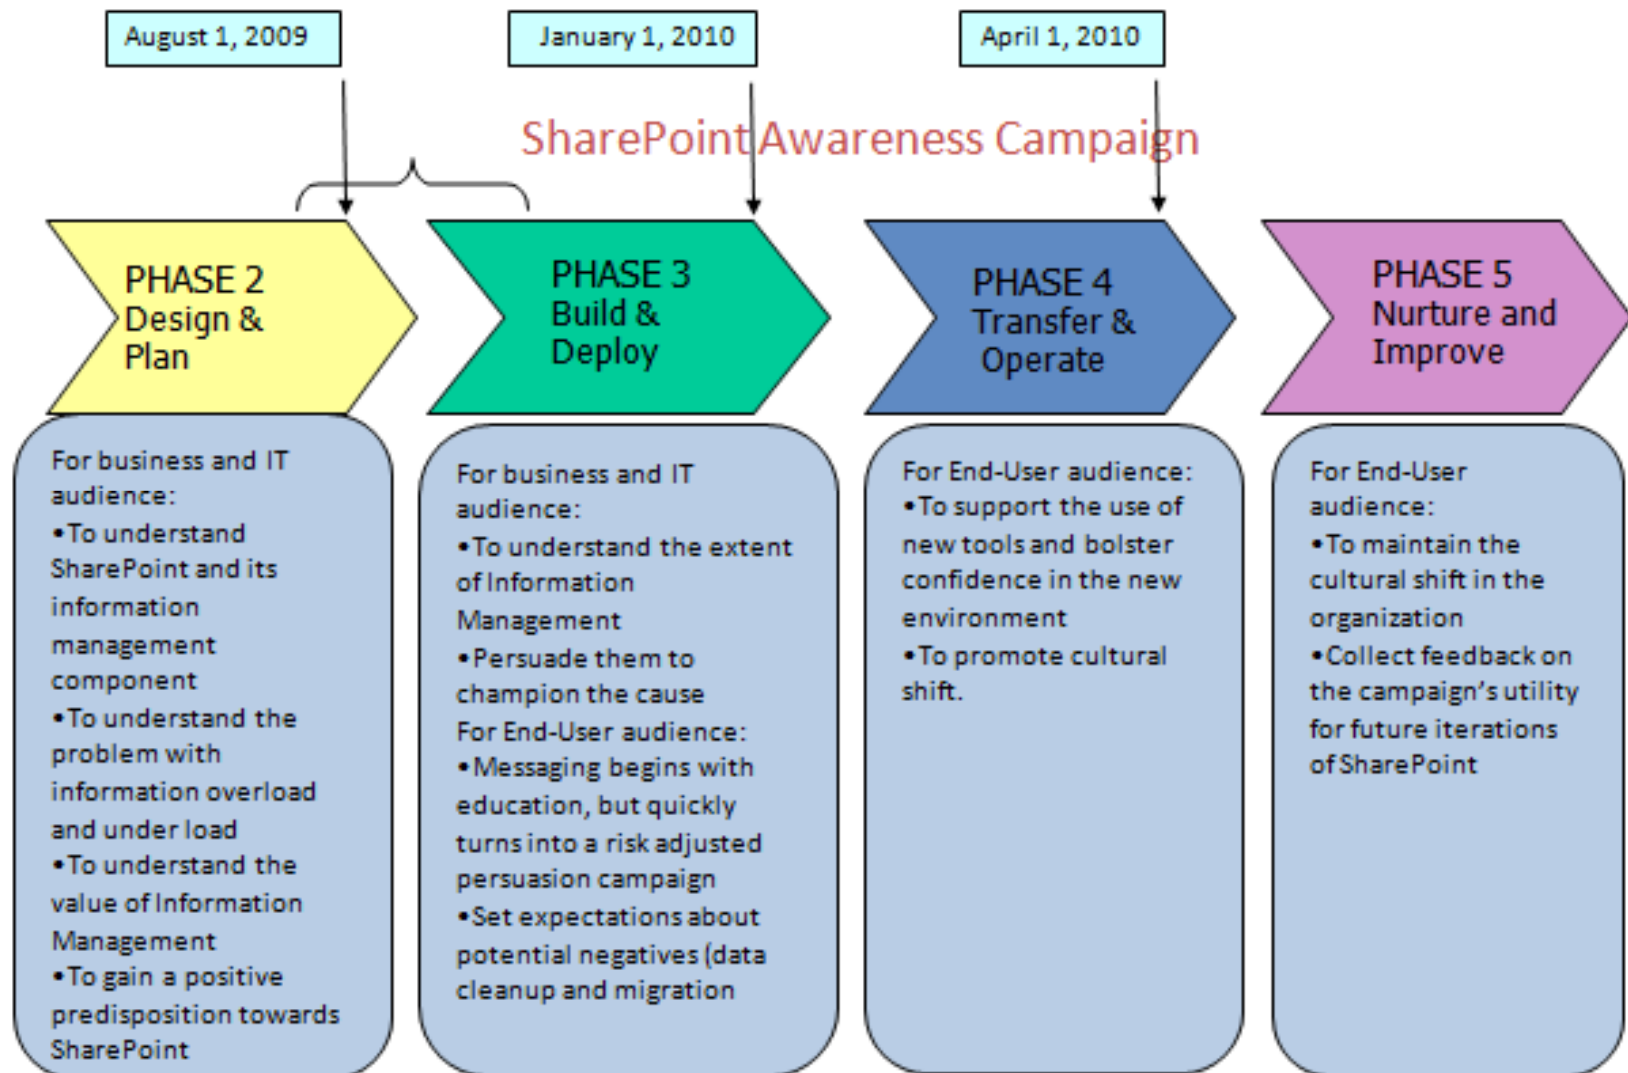 August 1, 2009
January 1, 2010
April 1, 2010
SharePoint Awareness Campaign
PHASE 2
Design &
Plan
PHASE 3
Build &
Deploy
PHASE 4
Transfer &
Operate
PHASE 5
Nurture and
Improve
For business and IT
audience:
•To understand
SharePoint and its
information
management
component
•To understand the
problem with
information overload
and under load
•To understand the
value of Information
Management
•To gain a positive
predisposition towards
SharePoint
For business and IT
audience:
•To understand the extent
of Information
Management
•Persuade them to
champion the cause
For End-User audience:
•Messaging begins with
education, but quickly
turns into a risk adjusted
persuasion campaign
•Set expectations about
potential negatives (data
cleanup and migration
For End-User audience:
•To support the use of
new tools and bolster
confidence in the new
environment
•To promote cultural
shift.
For End-User
audience:
•To maintain the
cultural shift in the
organization
•Collect feedback on
the campaign's utility
for future iterations
of SharePoint